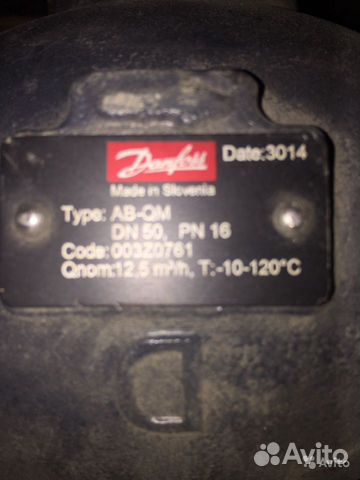 Danfoss
Date:3014
Made in Slovenia
Type: AB-QM
DN 50, PN 16
Code: 003Z0761
Qnom:12,5 m³/h, T:-10-120°C
D
Avito
Avito